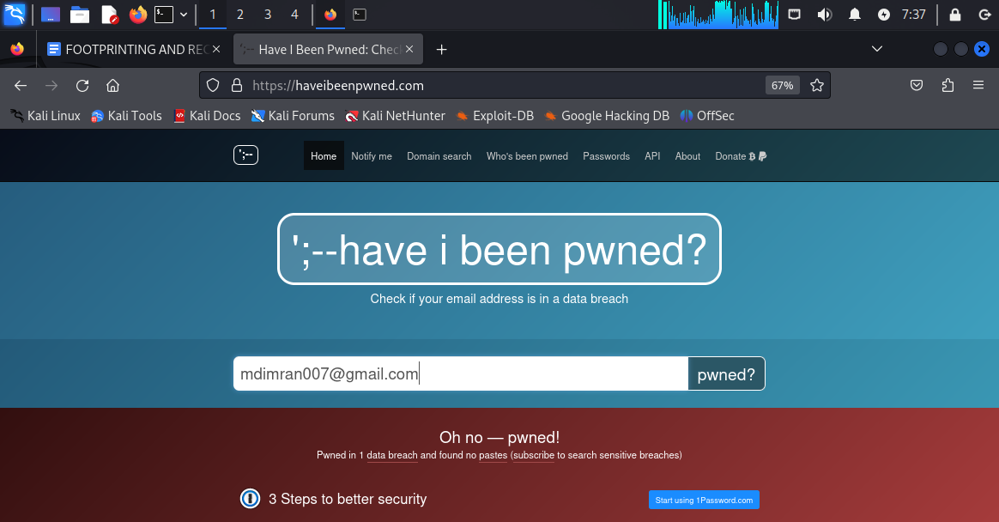 1 2 3 4 7:37
FOOTPRINTING AND REC Have I Been Pwned: Chec
https://haveibeenpwned.com 67%
Kali Linux Kali Tools Kali Docs Kali Forums Kali NetHunter Exploit-DB Google Hacking DB OffSec
';-- Home Notify me Domain search Who's been pwned Passwords API About Donate
';--have i been pwned?
Check if your email address is in a data breach
mdimran007@gmail.com pwned?
Oh no — pwned!
Pwned in 1 data breach and found no pastes (subscribe to search sensitive breaches)
3 Steps to better security Start using 1Password.com